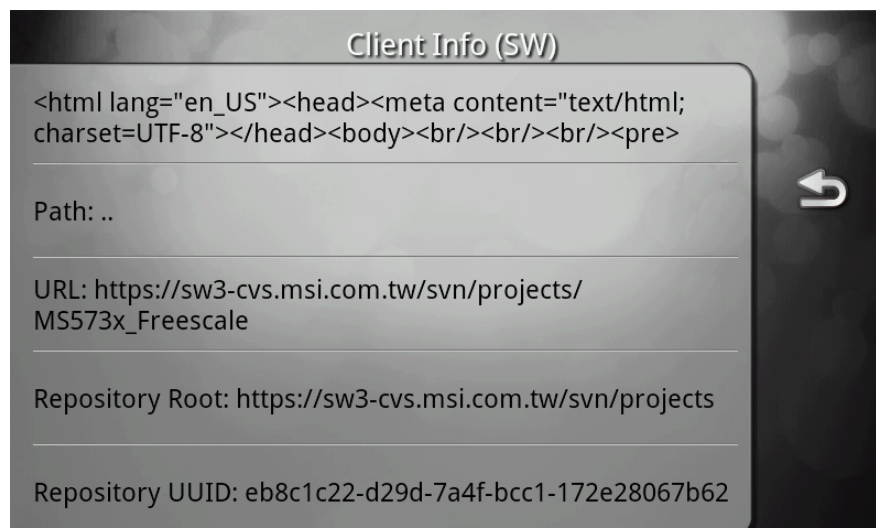 Client Info (SW)
<html lang="en_US"><head><meta content="text/html;
charset=UTF-8"></head><body><br/><br/><br/><pre>
Path: ..
URL: https://sw3-cvs.msi.com.tw/svn/projects/
MS573x_Freescale
Repository Root: https://sw3-cvs.msi.com.tw/svn/projects
Repository UUID: eb8c1c22-d29d-7a4f-bcc1-172e28067b62